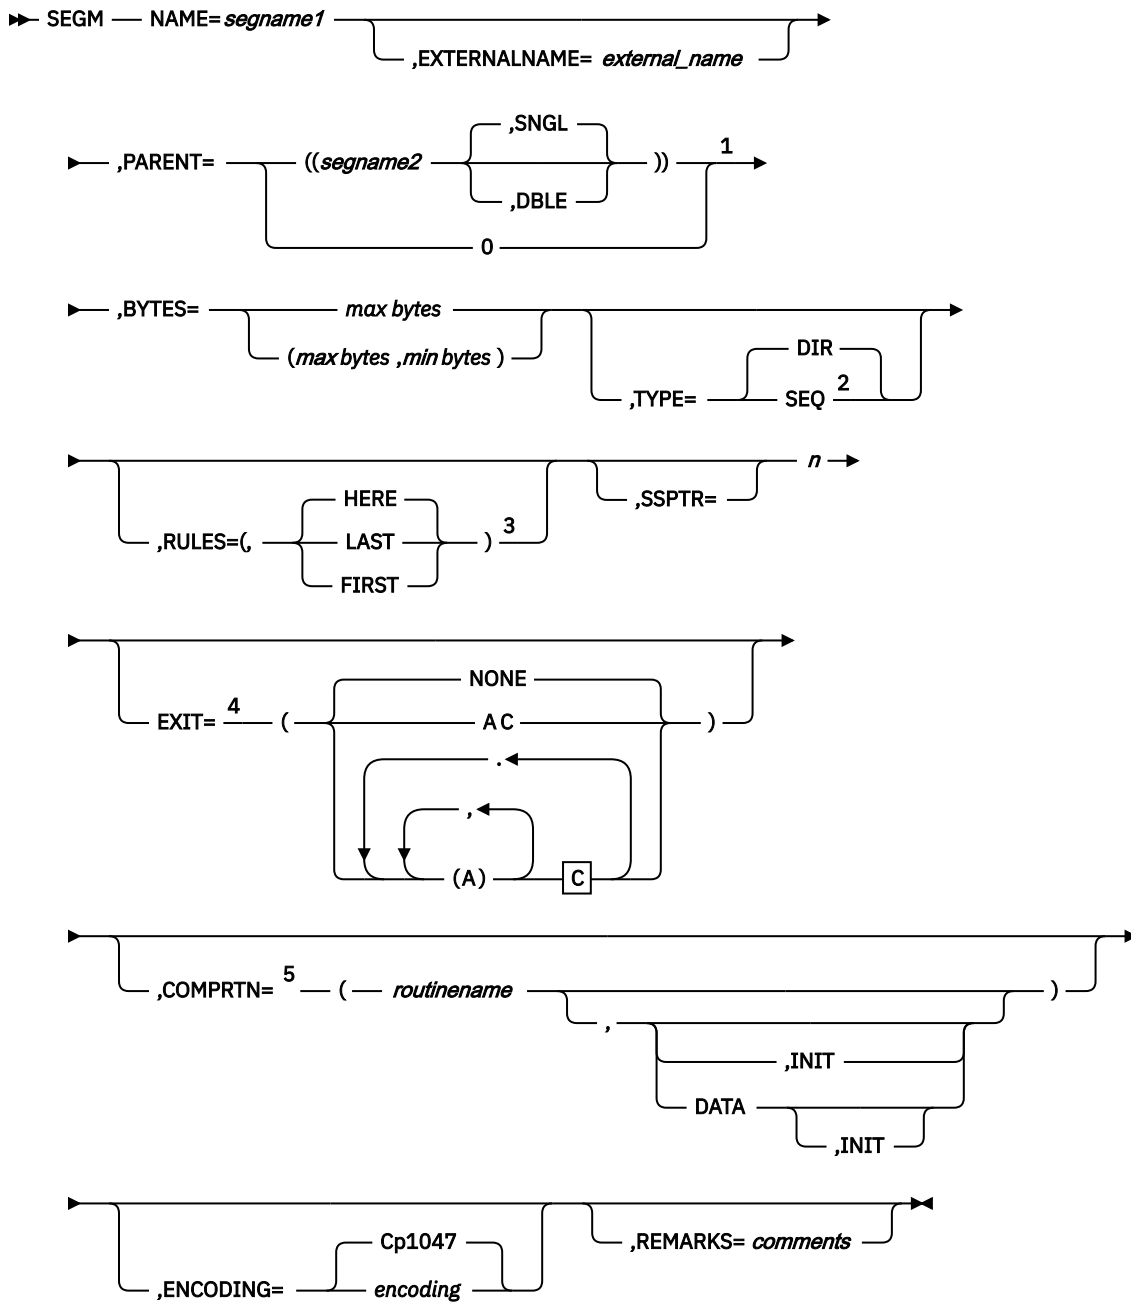 SEGM NAME= segname1
,EXTERNALNAME= external_name
,SNGL
1
,PARENT= ((segname2 ))
,DBLE
0
,BYTES= max bytes
(max bytes ,min bytes )
DIR
2
,TYPE= SEQ
n
HERE
,SSPTR=
3
,RULES=(, LAST )
FIRST
NONE
4
EXIT= ( A C )
.
,
(A) C
5
,COMPRTN= ( routinename )
,
,INIT
DATA
,INIT
Cp1047
,REMARKS= comments
,ENCODING= encoding